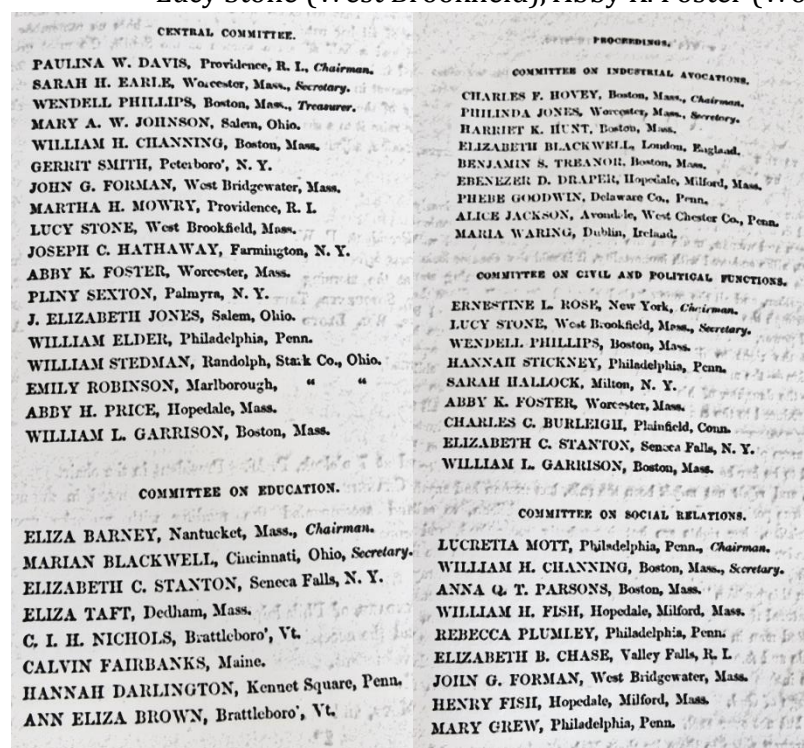 Lucy Stone (West Brookfield), Abby K. Foster (Wo
CENTRAL COMMITTEE.
PAULINA W. DAVIS, Providence, R. I., Chairman.
SARAH H. EARLE, Worcester, Mass., Secretary.
WENDELL PHILLIPS, Boston, Mass., Treasurer.
MARY A. W. JOHNSON, Salem, Ohio.
WILLIAM H. CHANNING, Boston, Mass.
GERRIT SMITH, Peterboro', N. Y.
JOHN G. FORMAN, West Bridgewater, Mass.
MARTHA H. MOWRY, Providence, R. I.
LUCY STONE, West Brookfield, Mass.
JOSEPH C. HATHAWAY, Farmington, N. Y.
ABBY K. FOSTER, Worcester, Mass.
PLINY SEXTON, Palmyra, N. Y.
J. ELIZABETH JONES, Salem, Ohio.
WILLIAM ELDER, Philadelphia, Penn.
WILLIAM STEDMAN, Randolph, Stark Co., Ohio.
EMILY ROBINSON, Marlborough, " "
ABBY H. PRICE, Hopedale, Mass.
WILLIAM L. GARRISON, Boston, Mass.
COMMITTEE ON EDUCATION.
ELIZA BARNEY, Nantucket, Mass., Chairman.
MARIAN BLACKWELL, Cincinnati, Ohio, Secretary.
ELIZABETH C. STANTON, Seneca Falls, N. Y.
ELIZA TAFT, Dedham, Mass.
C. I. H. NICHOLS, Brattleboro', Vt.
CALVIN FAIRBANKS, Maine.
HANNAH DARLINGTON, Kennet Square, Penn.
ANN ELIZA BROWN, Brattleboro', Vt.
PROCEEDINGS.
COMMITTEE ON INDUSTRIAL AVOCATIONS.
CHARLES F. HOVEY, Boston, Mass., Chairman.
PHILINDA JONES, Worcester, Mass., Secretary.
HARRIET K. HUNT, Boston, Mass.
ELIZABETH BLACKWELL, London, England.
BENJAMIN S. TREANOR, Boston, Mass.
EBENEZER D. DRAPER, Hopedale, Milford, Mass.
PHEBE GOODWIN, Delaware Co., Penn.
ALICE JACKSON, Avondale, West Chester Co., Penn.
MARIA WARING, Dublin, Ireland.
COMMITTEE ON CIVIL AND POLITICAL FUNCTIONS.
ERNESTINE L. ROSE, New York, Chairman.
LUCY STONE, West Brookfield, Mass., Secretary.
WENDELL PHILLIPS, Boston, Mass.
HANNAH STICKNEY, Philadelphia, Penn.
SARAH HALLOCK, Milton, N. Y.
ABBY K. FOSTER, Worcester, Mass.
CHARLES C. BURLEIGH, Plainfield, Conn.
ELIZABETH C. STANTON, Seneca Falls, N. Y.
WILLIAM L. GARRISON, Boston, Mass.
COMMITTEE ON SOCIAL RELATIONS.
LUCRETIA MOTT, Philadelphia, Penn., Chairman.
WILLIAM H. CHANNING, Boston, Mass., Secretary.
ANNA Q. T. PARSONS, Boston, Mass.
WILLIAM H. FISH, Hopedale, Milford, Mass.
REBECCA PLUMLEY, Philadelphia, Penn.
ELIZABETH B. CHASE, Valley Falls, R. I.
JOHN G. FORMAN, West Bridgewater, Mass.
HENRY FISH, Hopedale, Milford, Mass.
MARY GREW, Philadelphia, Penn.